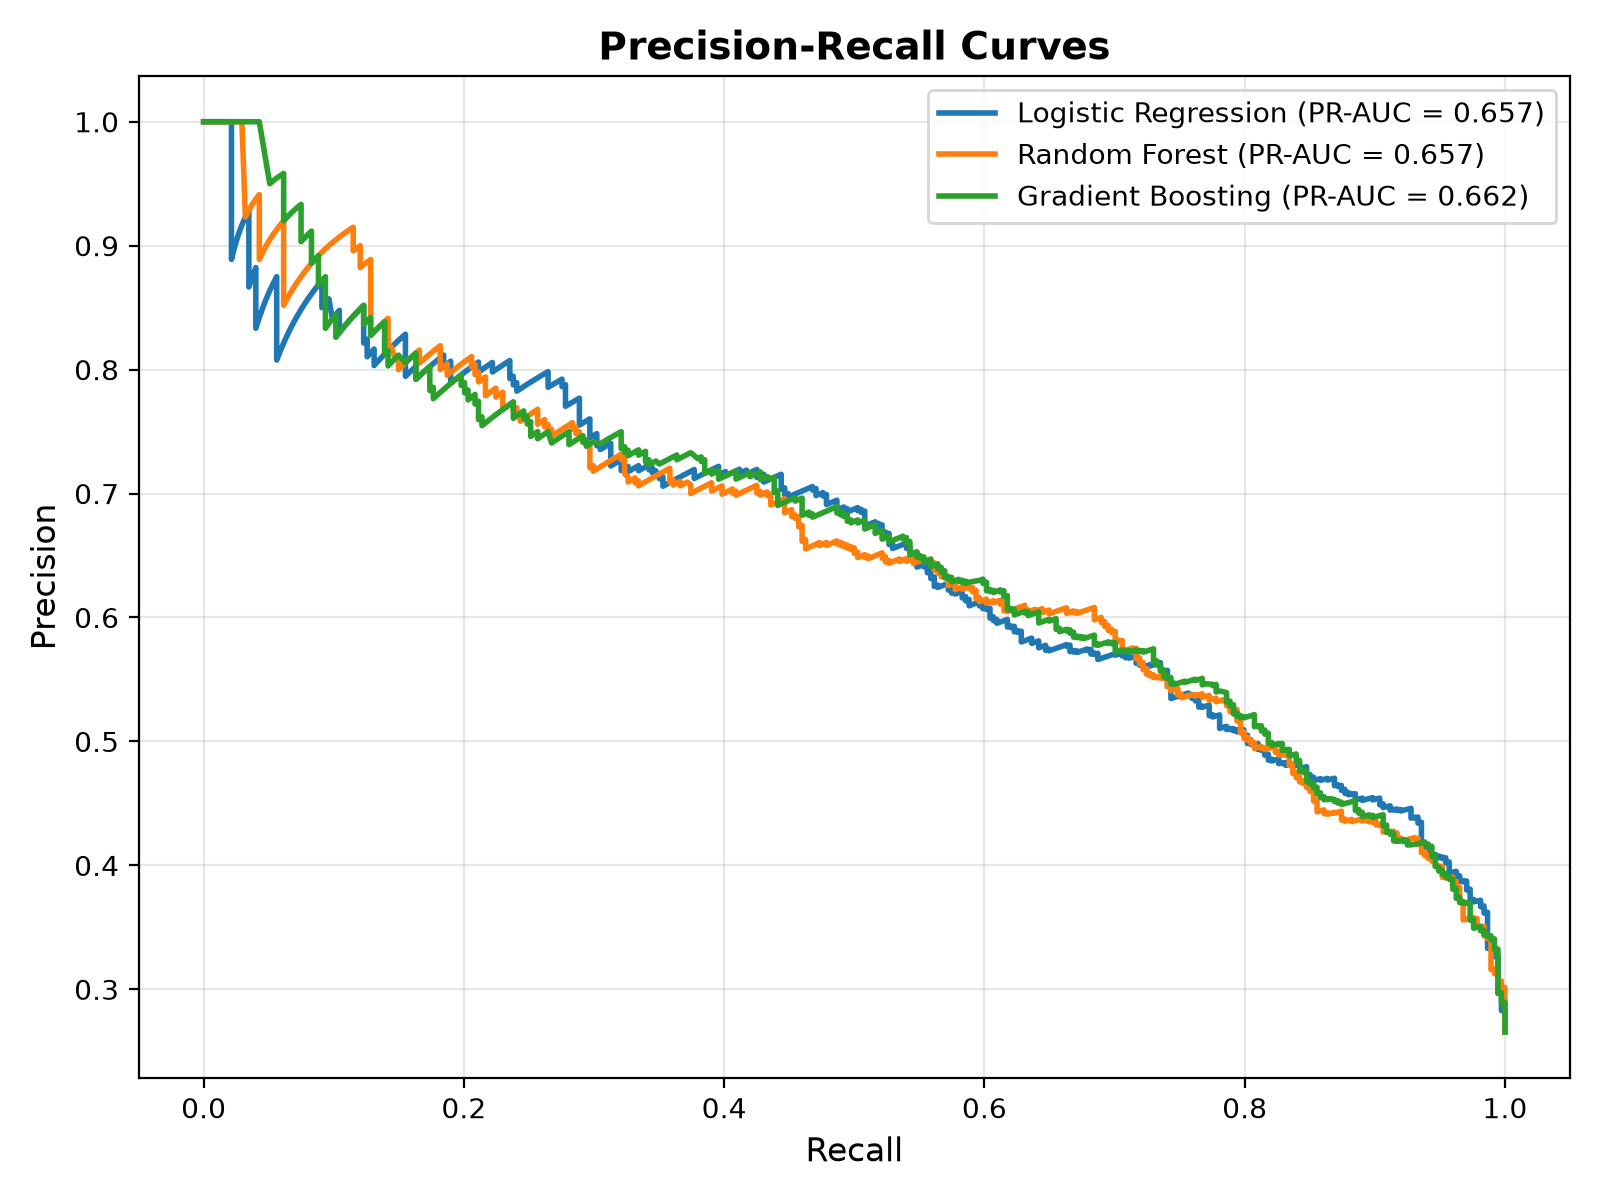 Precision-Recall Curves
Logistic Regression (PR-AUC = 0.657)
Random Forest (PR-AUC = 0.657)
Gradient Boosting (PR-AUC = 0.662)
Precision
1.0
0.9
0.8
0.7
0.6
0.5
0.4
0.3
0.0 0.2 0.4 0.6 0.8 1.0
Recall